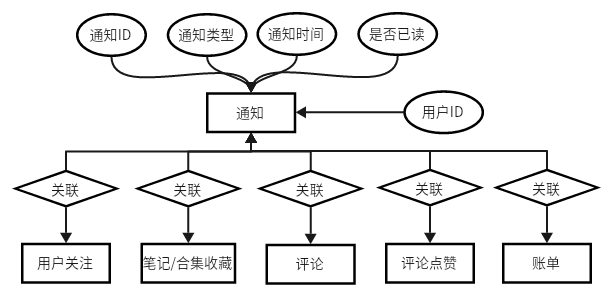 通知ID
通知类型
通知时间
是否已读
通知
用户ID
关联
关联
关联
关联
关联
用户关注
笔记/合集收藏
评论
评论点赞
账单